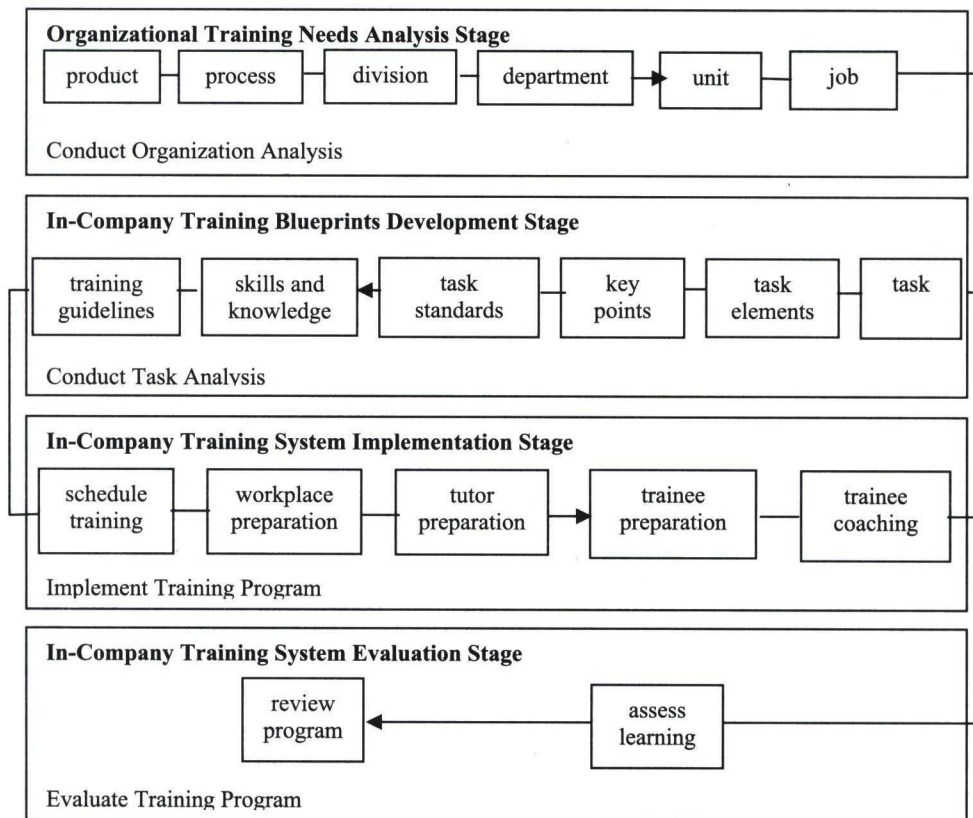 Organizational Training Needs Analysis Stage
product
process
division
department
unit
job
Conduct Organization Analysis
In-Company Training Blueprints Development Stage
training
guidelines
skills and
knowledge
task
standards
key
points
task
elements
task
Conduct Task Analysis
In-Company Training System Implementation Stage
schedule
training
workplace
preparation
tutor
preparation
trainee
preparation
trainee
coaching
Implement Training Program
In-Company Training System Evaluation Stage
review
program
assess
learning
Evaluate Training Program